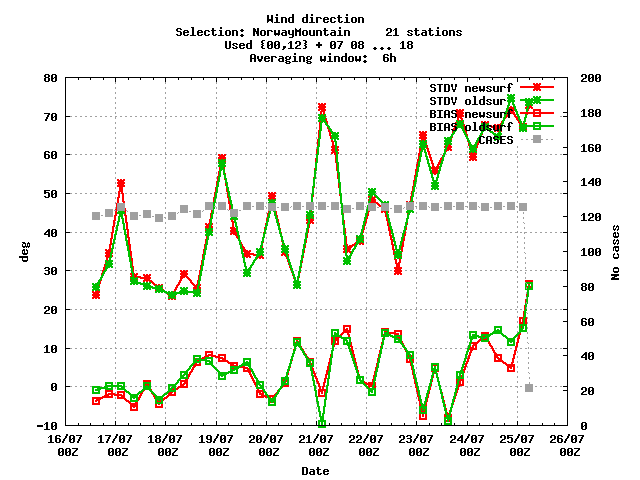 Wind direction
Selection: NorwayMountain 21 stations
Used {00,12} + 07 08 ... 18
Averaging window: 6h
80 200
STDV newsurf
STDV oldsurf
BIAS newsurf
BIAS oldsurf
CASES
70 180
60 160
50 140
40 120
30 100
20 80
10 60
0 40
-10 20
0
deg
No cases
16/07 17/07 18/07 19/07 20/07 21/07 22/07 23/07 24/07 25/07 26/07
00Z 00Z 00Z 00Z 00Z 00Z 00Z 00Z 00Z 00Z 00Z
Date